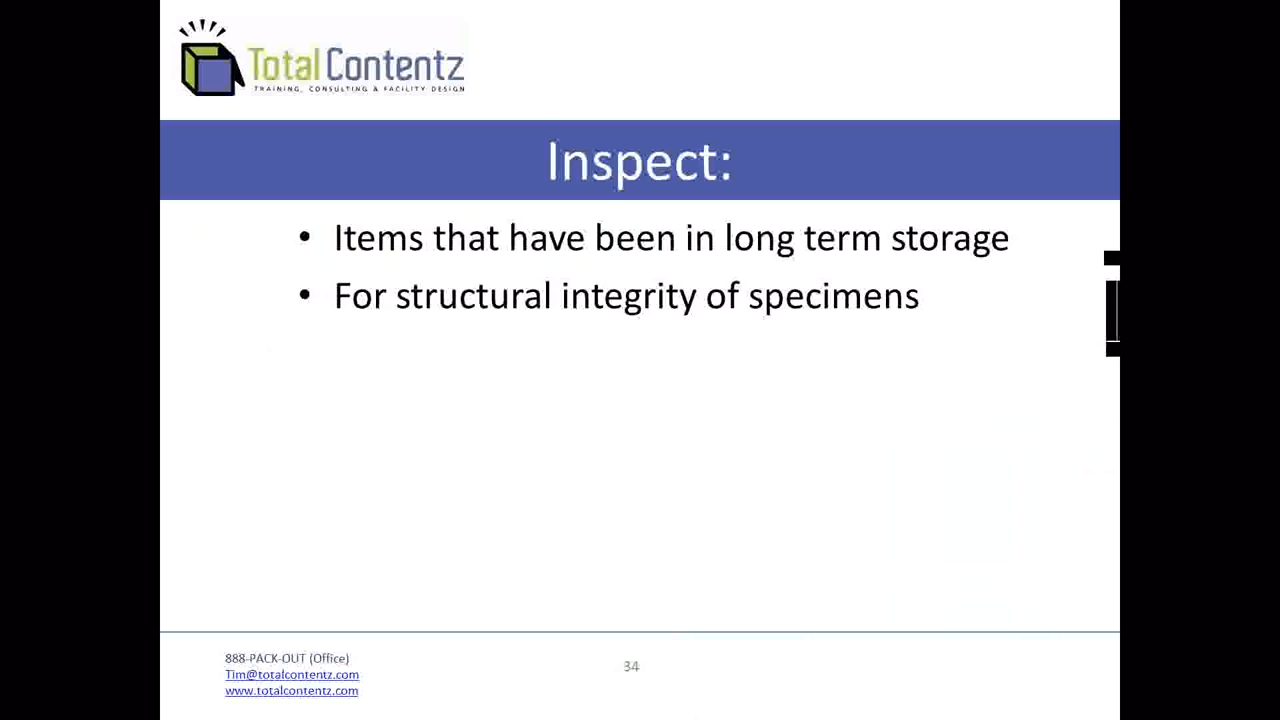 Total Contentz
TRAINING, CONSULTING & FACILITY DESIGN
Inspect:
• Items that have been in long term storage
• For structural integrity of specimens
888-PACK-OUT (Office)
Tim@totalcontentz.com
www.totalcontentz.com
34